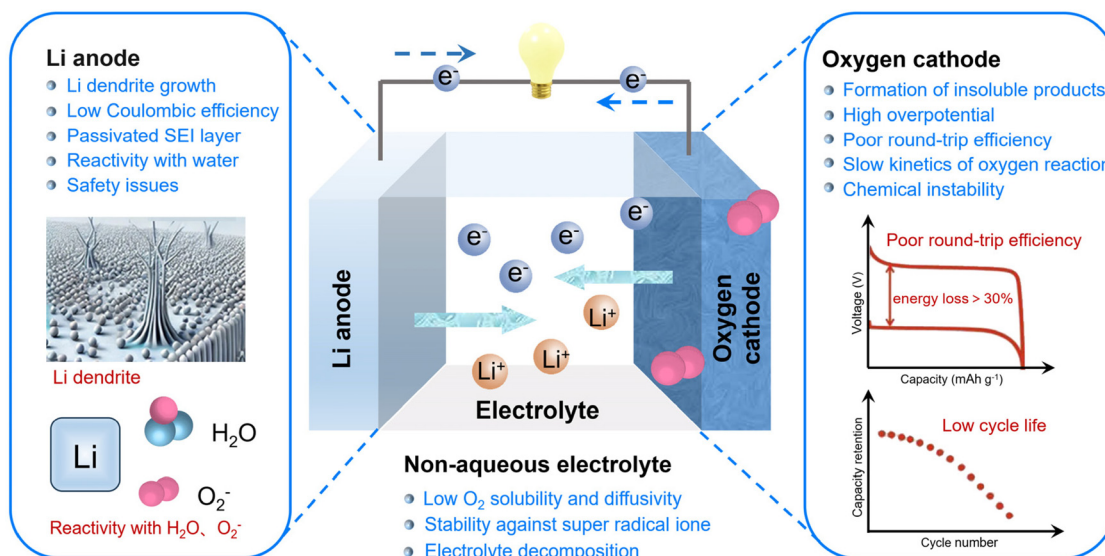 Li anode
Li dendrite growth
Low Coulombic efficiency
Passivated SEI layer
Reactivity with water
Safety issues
Li dendrite
Li
H₂O
O₂⁻
Reactivity with H₂O、O₂⁻
e⁻
e⁻
e⁻
e⁻
e⁻
e⁻
Li⁺
Li⁺
Li⁺
Li anode
Oxygen
cathode
Electrolyte
Non-aqueous electrolyte
Low O₂ solubility and diffusivity
Stability against super radical ione
Electrolyte decomposition
Oxygen cathode
Formation of insoluble products
High overpotential
Poor round-trip efficiency
Slow kinetics of oxygen reaction
Chemical instability
Poor round-trip efficiency
energy loss > 30%
Voltage (V)
Capacity (mAh g⁻¹)
Low cycle life
Capacity retention
Cycle number